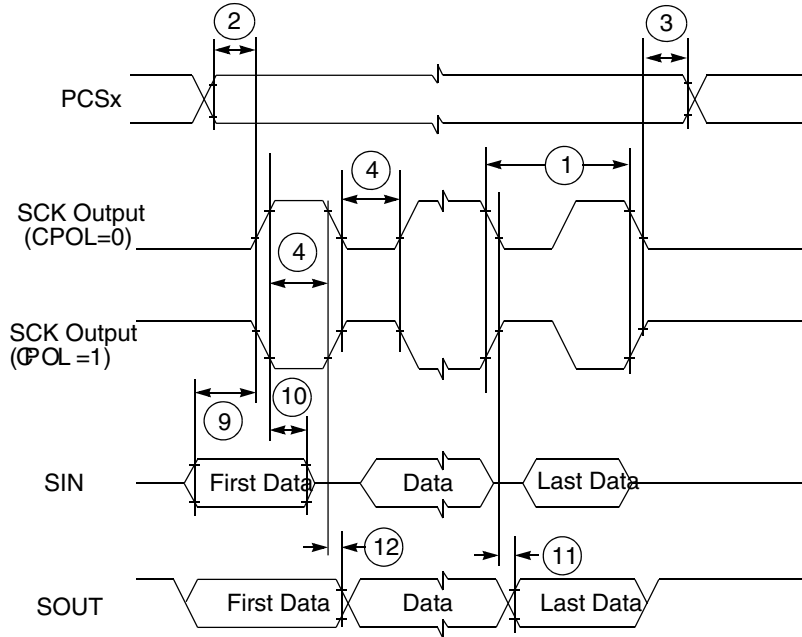 2
3
PCSx
4
1
SCK Output
(CPOL=0)
4
SCK Output
(CPOL =1)
9
10
SIN
First Data
Data
Last Data
12
11
SOUT
First Data
Data
Last Data